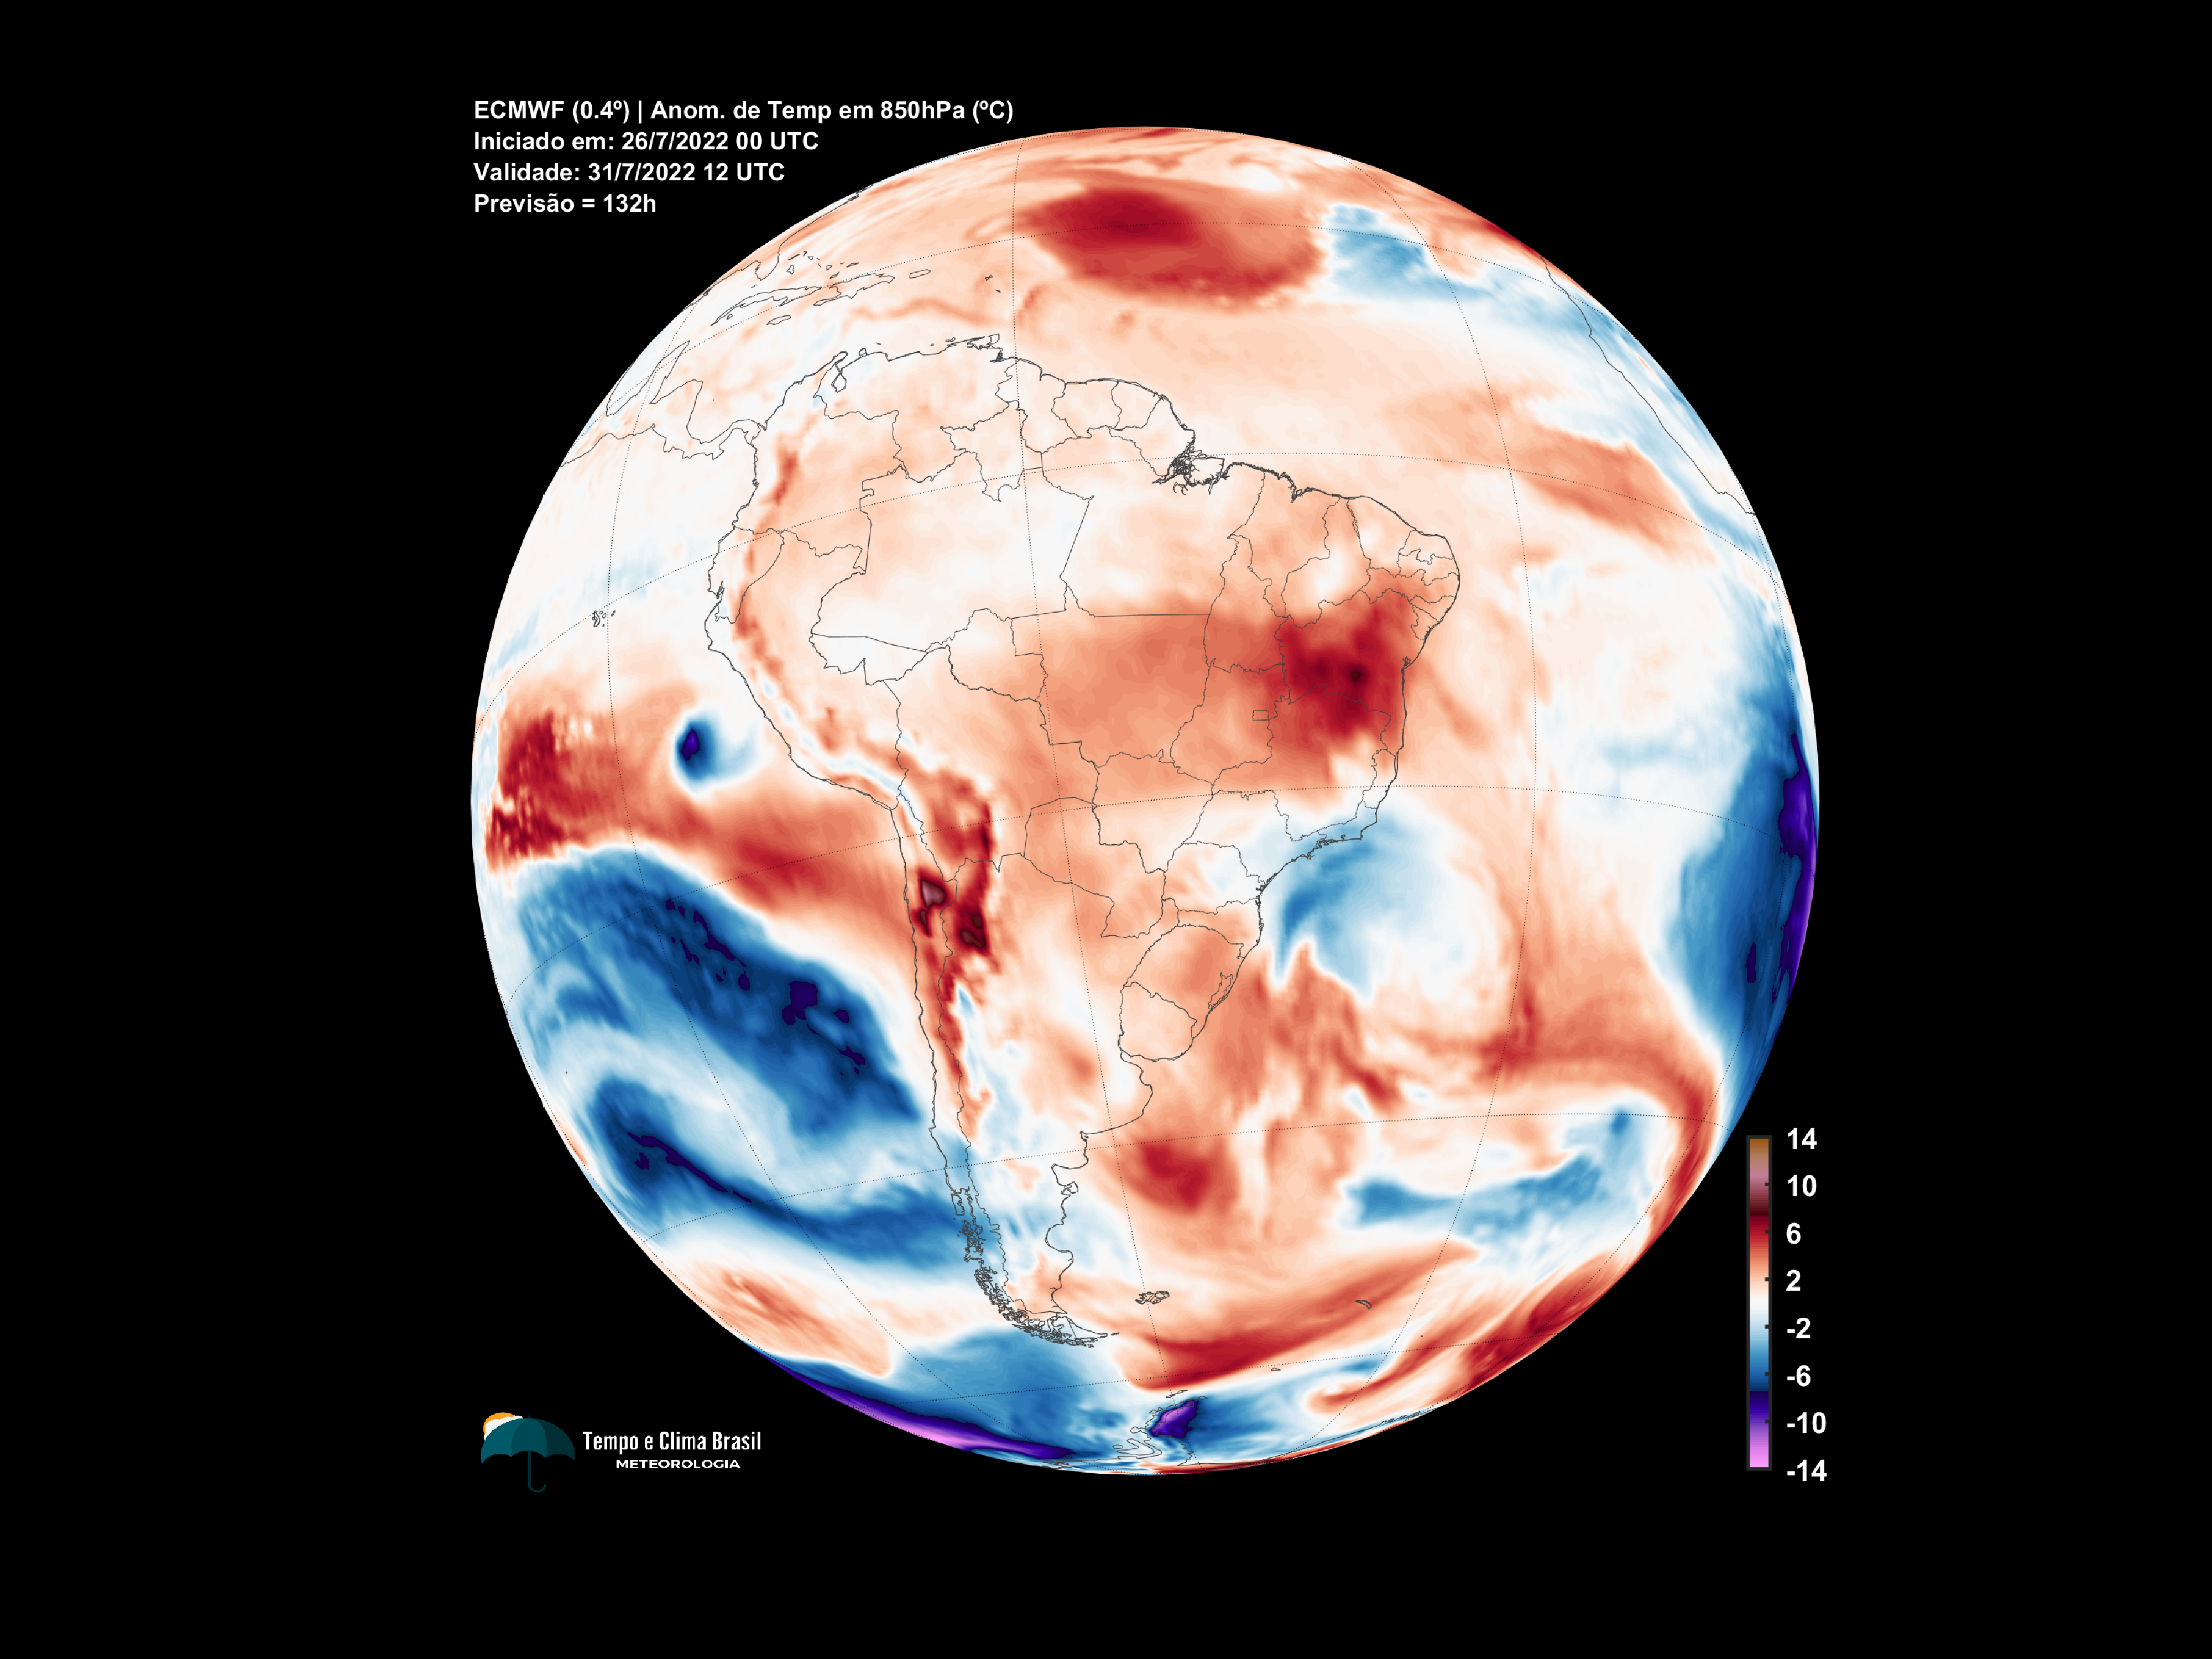 ECMWF (0.4º) | Anom. de Temp em 850hPa (ºC)
Iniciado em: 26/7/2022 00 UTC
Validade: 31/7/2022 12 UTC
Previsão = 132h
14
10
6
2
-2
-6
-10
-14
Tempo e Clima Brasil
METEOROLOGIA